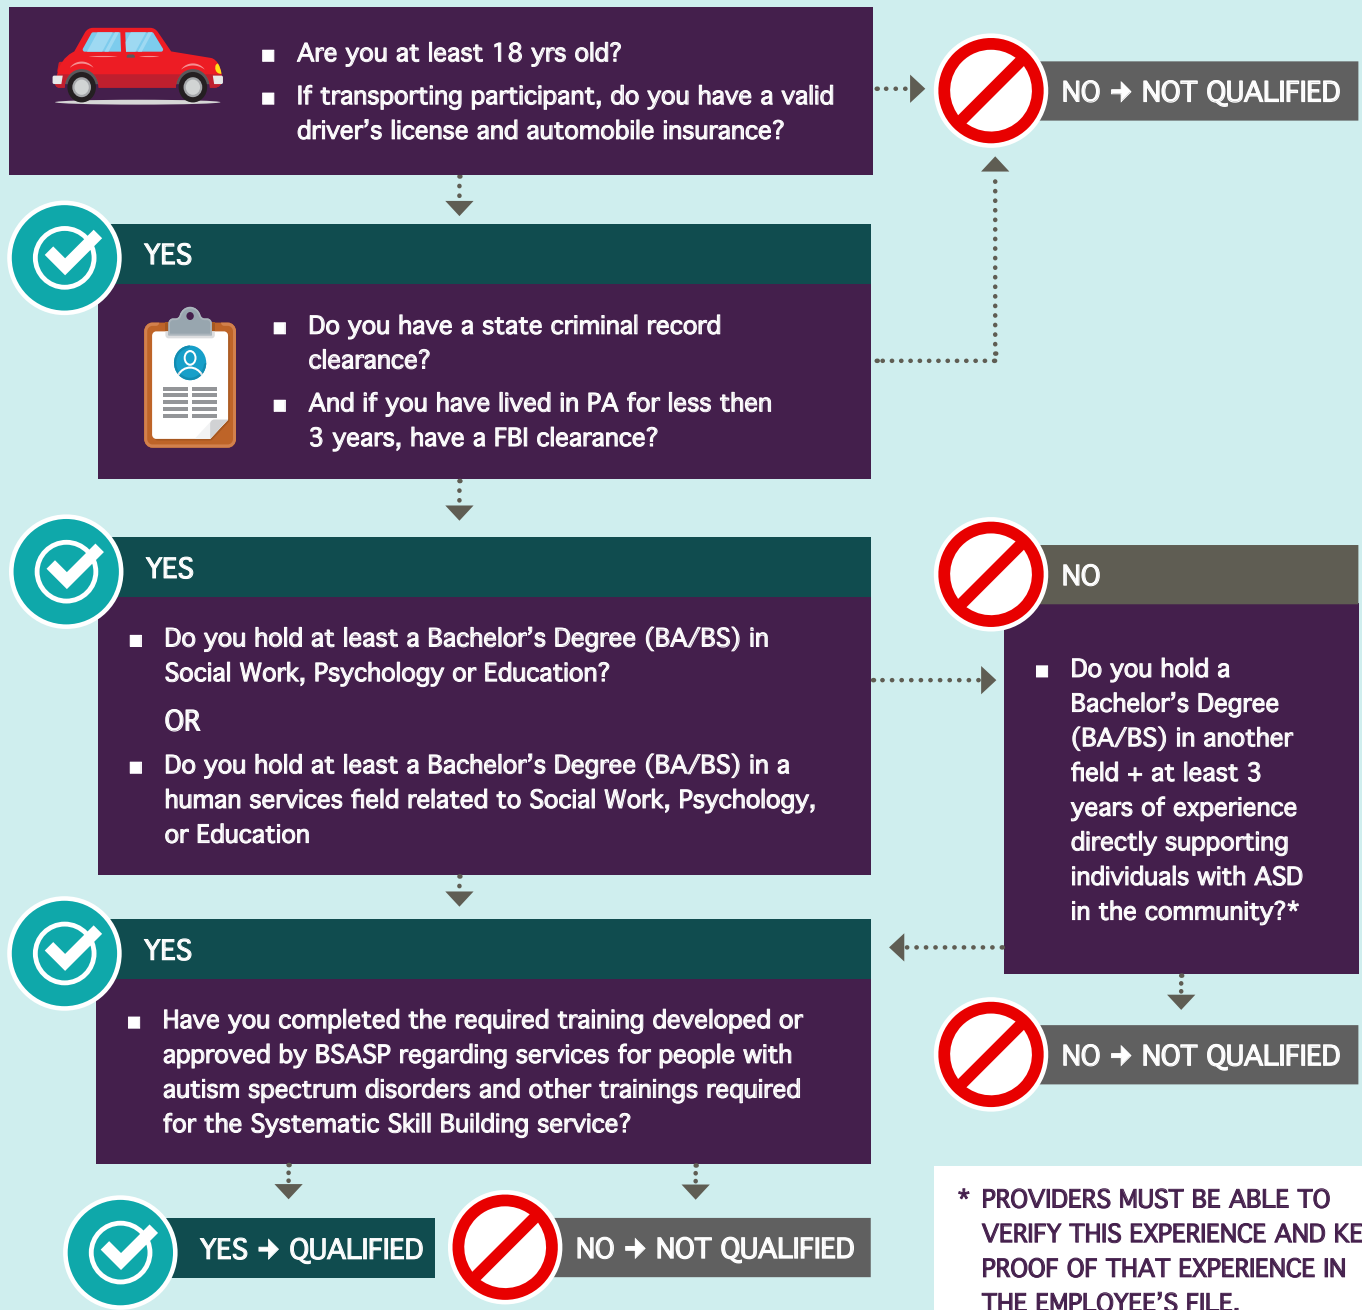 ■ Are you at least 18 yrs old?
■ If transporting participant, do you have a valid
driver's license and automobile insurance?
NO → NOT QUALIFIED
YES
■ Do you have a state criminal record
clearance?
■ And if you have lived in PA for less then
3 years, have a FBI clearance?
YES
■ Do you hold at least a Bachelor's Degree (BA/BS) in
Social Work, Psychology or Education?
OR
■ Do you hold at least a Bachelor's Degree (BA/BS) in a
human services field related to Social Work, Psychology,
or Education
NO
■ Do you hold a
Bachelor's Degree
(BA/BS) in another
field + at least 3
years of experience
directly supporting
individuals with ASD
in the community?*
NO → NOT QUALIFIED
YES
■ Have you completed the required training developed or
approved by BSASP regarding services for people with
autism spectrum disorders and other trainings required
for the Systematic Skill Building service?
YES → QUALIFIED
NO → NOT QUALIFIED
* PROVIDERS MUST BE ABLE TO
VERIFY THIS EXPERIENCE AND
PROOF OF THAT EXPERIENCE IN
THE EMPLOYEE'S FILE.